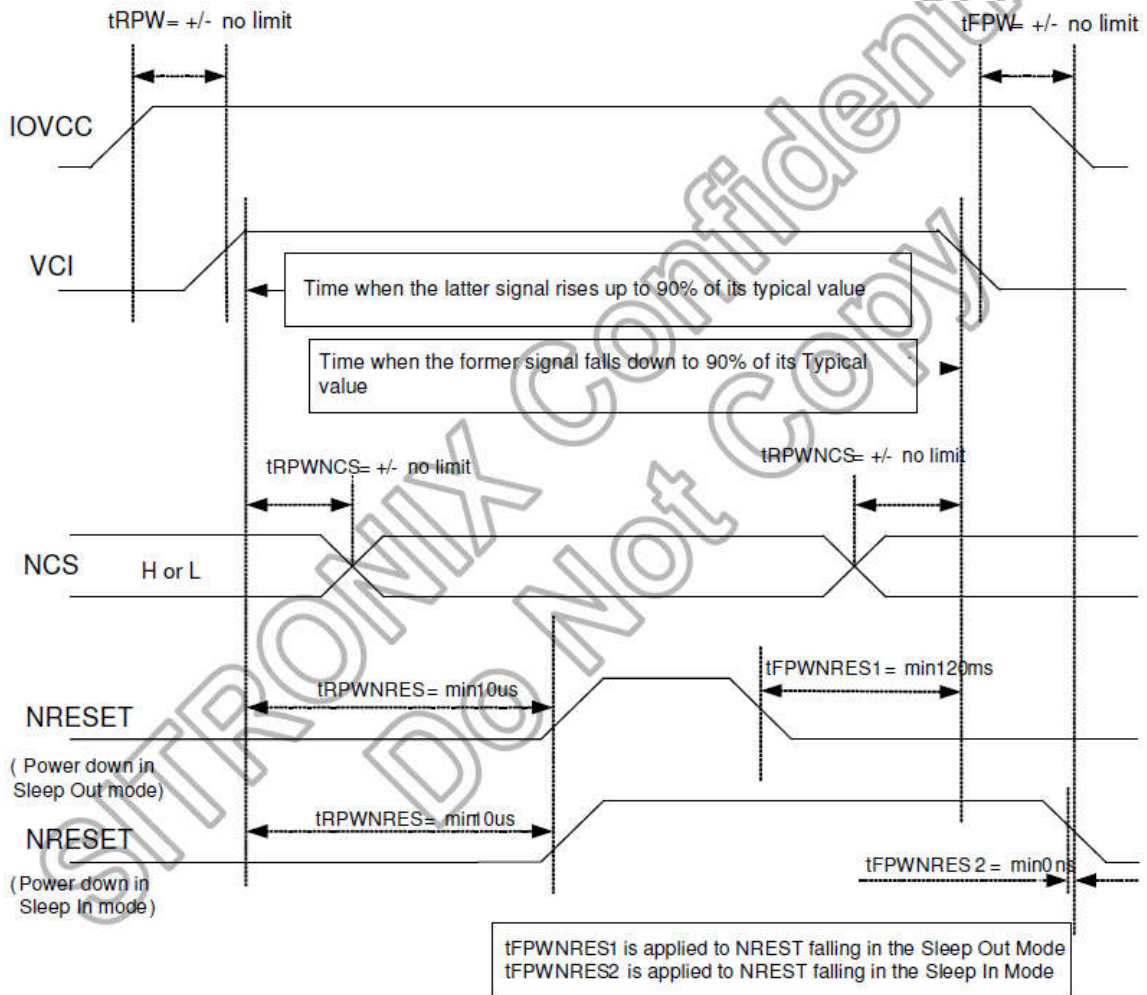 tRPW= +/- no limit
tFPW= +/- no limit
IOVCC
VCI
Time when the latter signal rises up to 90% of its typical value
Time when the former signal falls down to 90% of its Typical
value
tRPWNCS= +/- no limit
tRPWNCS= +/- no limit
NCS
H or L
tRPWNRES= min10us
tFPWNRES1= min120ms
NRESET
( Power down in
Sleep Out mode)
tRPWNRES= min10us
NRESET
(Power down in
Sleep In mode)
tFPWNRES2 = min0ns
tFPWNRES1 is applied to NREST falling in the Sleep Out Mode
tFPWNRES2 is applied to NREST falling in the Sleep In Mode
SITRONIX Confidential
Do Not Copy